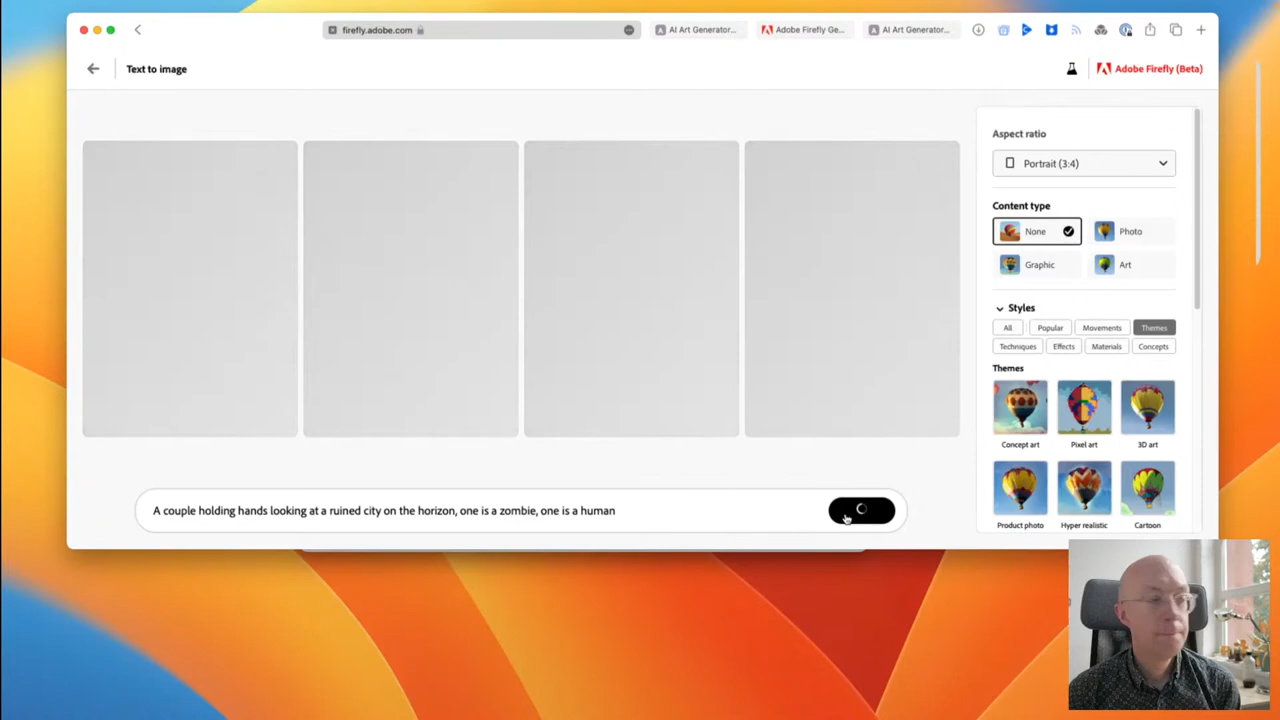 firefly.adobe.com
AI Art Generator...
Adobe Firefly Ge...
AI Art Generator...
Text to image
Adobe Firefly (Beta)
Aspect ratio
Portrait (3:4)
Content type
None
Photo
Graphic
Art
Styles
All
Popular
Movements
Themes
Techniques
Effects
Materials
Concepts
Themes
Concept art
Pixel art
3D art
Product photo
Hyper realistic
Cartoon
A couple holding hands looking at a ruined city on the horizon, one is a zombie, one is a human